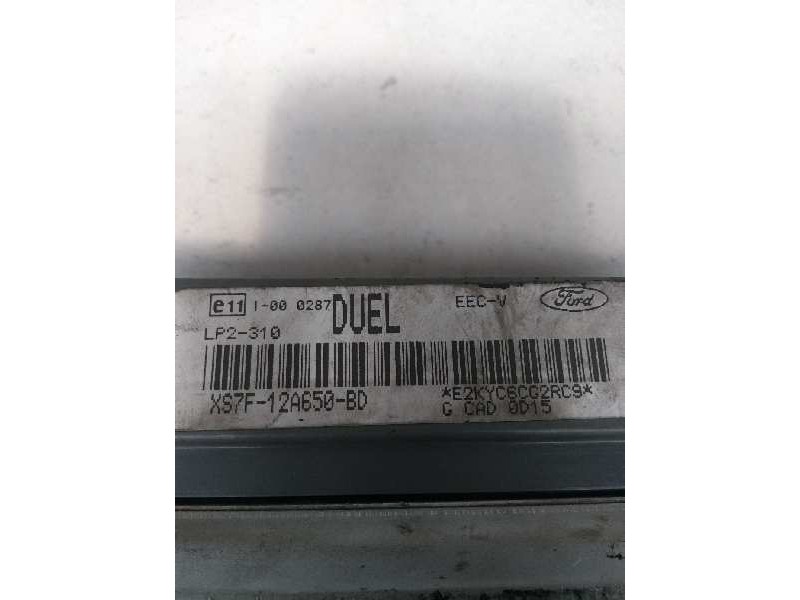 e11 I-00 0287 DUEL EEC-V Ford
LP2-310
XS7F-12A650-BD *E2KYC6CG2RC9*
G CAD 0D15